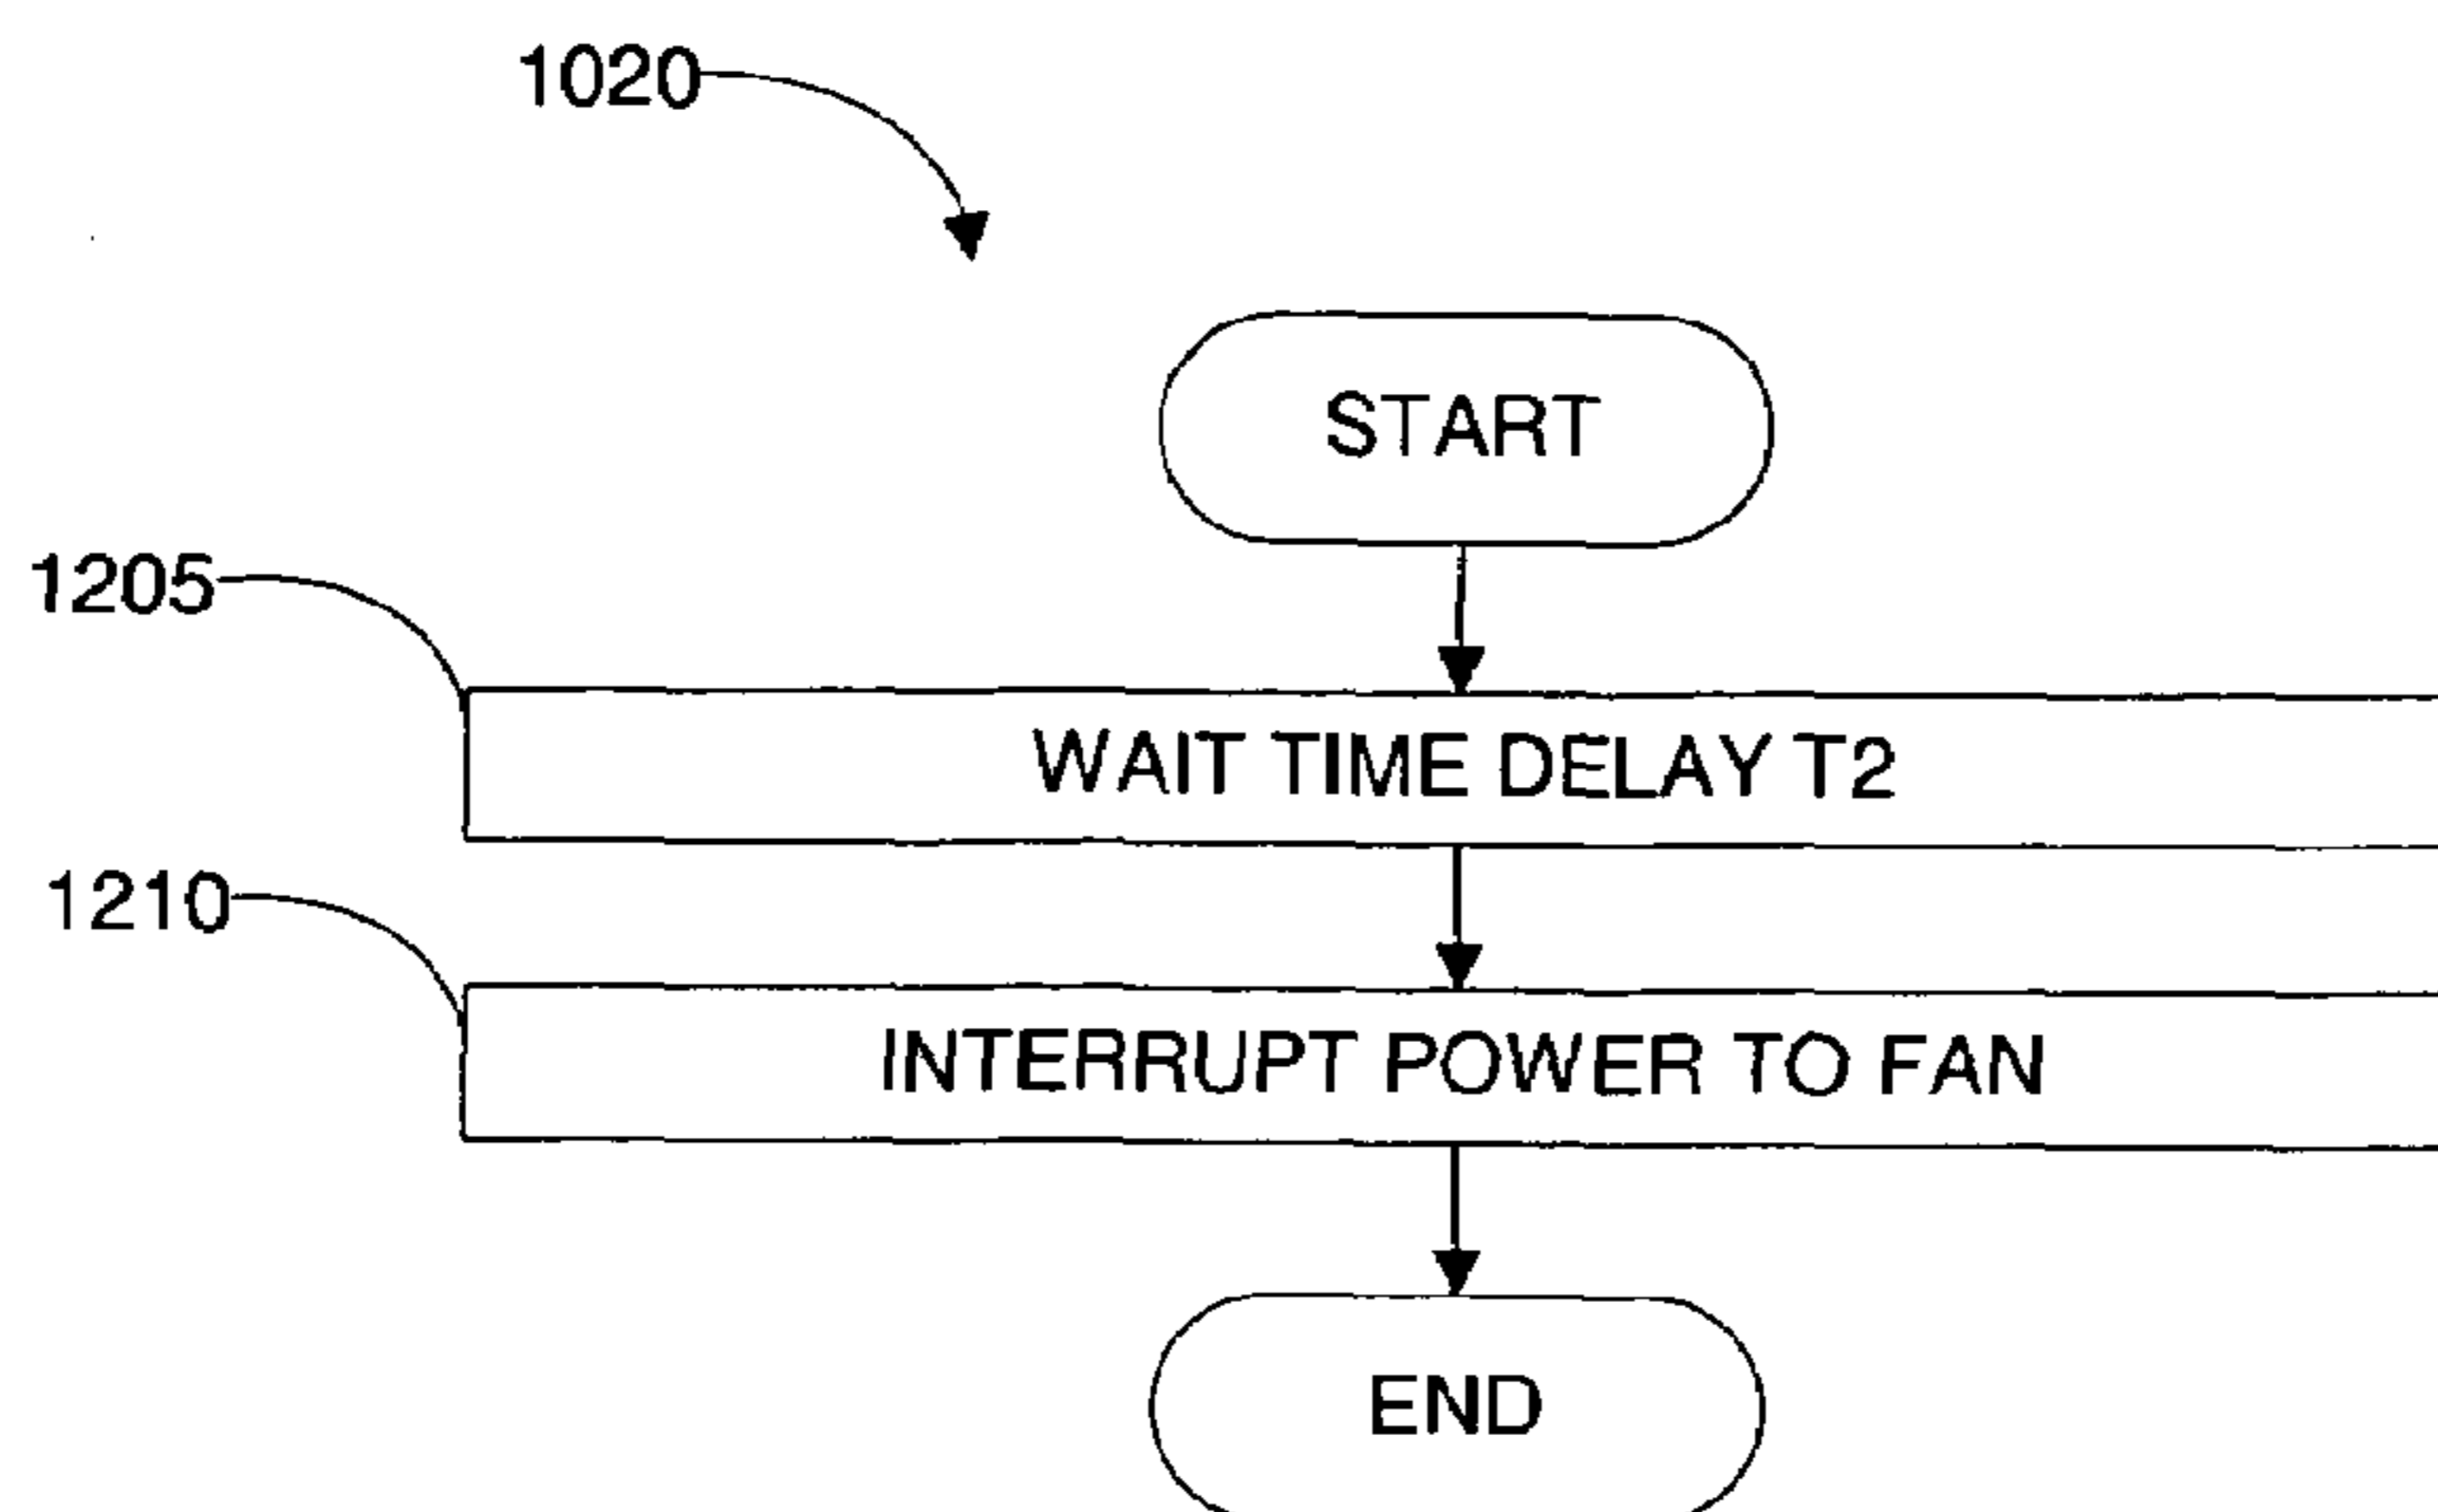 1020
START
1205
WAIT TIME DELAY T2
1210
INTERRUPT POWER TO FAN
END